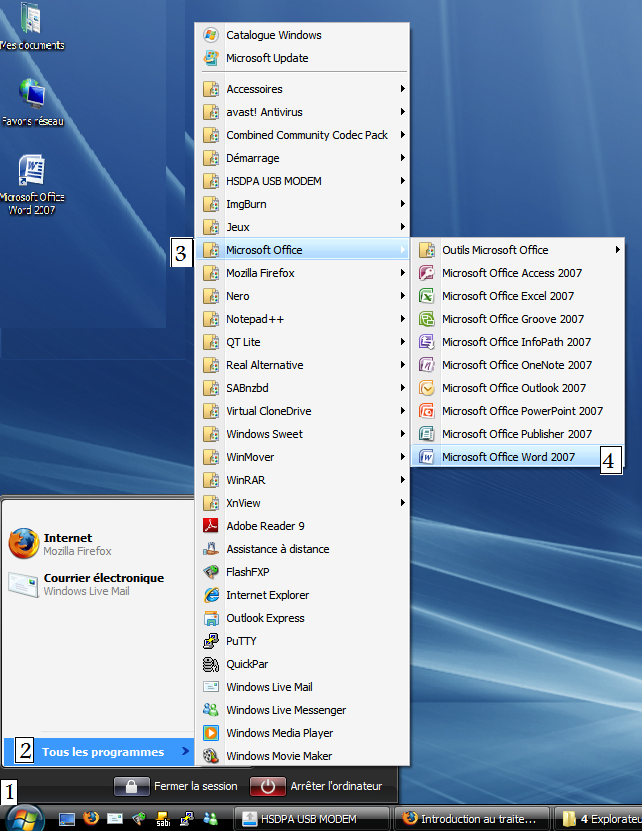 Mes documents
Favoris réseau
Microsoft Office
Word 2007
Catalogue Windows
Microsoft Update
Accessoires
avast! Antivirus
Combined Community Codec Pack
Démarrage
HSDPA USB MODEM
ImgBurn
Jeux
3
Microsoft Office
Mozilla Firefox
Nero
Notepad++
QT Lite
Real Alternative
SABnzbd
Virtual CloneDrive
Windows Sweet
WinMover
WinRAR
XnView
Adobe Reader 9
Assistance à distance
FlashFXP
Internet Explorer
Outlook Express
PuTTY
QuickPar
Windows Live Mail
Windows Live Messenger
Windows Media Player
Windows Movie Maker
Outils Microsoft Office
Microsoft Office Access 2007
Microsoft Office Excel 2007
Microsoft Office Groove 2007
Microsoft Office InfoPath 2007
Microsoft Office OneNote 2007
Microsoft Office Outlook 2007
Microsoft Office PowerPoint 2007
Microsoft Office Publisher 2007
Microsoft Office Word 2007
4
Internet
Mozilla Firefox
Courrier électronique
Windows Live Mail
2
Tous les programmes
Fermer la session
Arrêter l'ordinateur
1
sab
HSDPA USB MODEM
Introduction au traite...
4 Explorateu